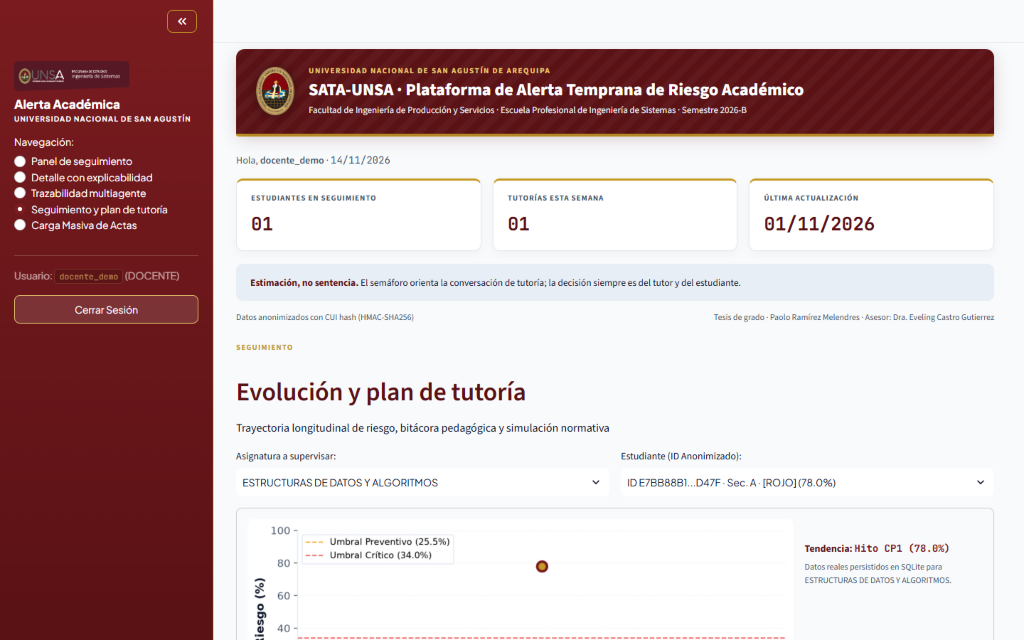 «
UNSA
Alerta Académica
UNIVERSIDAD NACIONAL DE SAN AGUSTÍN
Navegación:
Panel de seguimiento
Detalle con explicabilidad
Trazabilidad multiagente
Seguimiento y plan de tutoría
Carga Masiva de Actas
Usuario: docente_demo (DOCENTE)
Cerrar Sesión
UNIVERSIDAD NACIONAL DE SAN AGUSTÍN DE AREQUIPA
SATA-UNSA · Plataforma de Alerta Temprana de Riesgo Académico
Facultad de Ingeniería de Producción y Servicios · Escuela Profesional de Ingeniería de Sistemas · Semestre 2026-B
Hola, docente_demo · 14/11/2026
ESTUDIANTES EN SEGUIMIENTO
01
TUTORÍAS ESTA SEMANA
01
ÚLTIMA ACTUALIZACIÓN
01/11/2026
Estimación, no sentencia. El semáforo orienta la conversación de tutoría; la decisión siempre es del tutor y del estudiante.
Datos anonimizados con CUI hash (HMAC-SHA256)
Tesis de grado · Paolo Ramírez Melendres · Asesor: Dra. Eveling Castro Gutierrez
SEGUIMIENTO
Evolución y plan de tutoría
Trayectoria longitudinal de riesgo, bitácora pedagógica y simulación normativa
Asignatura a supervisar:
ESTRUCTURAS DE DATOS Y ALGORITMOS
Estudiante (ID Anonimizado):
ID E7BB88B1...D47F · Sec. A · [ROJO] (78.0%)
100
80
60
40
Riesgo (%)
Umbral Preventivo (25.5%)
Umbral Crítico (34.0%)
Tendencia: Hito CP1 (78.0%)
Datos reales persistidos en SQLite para
ESTRUCTURAS DE DATOS Y ALGORITMOS.